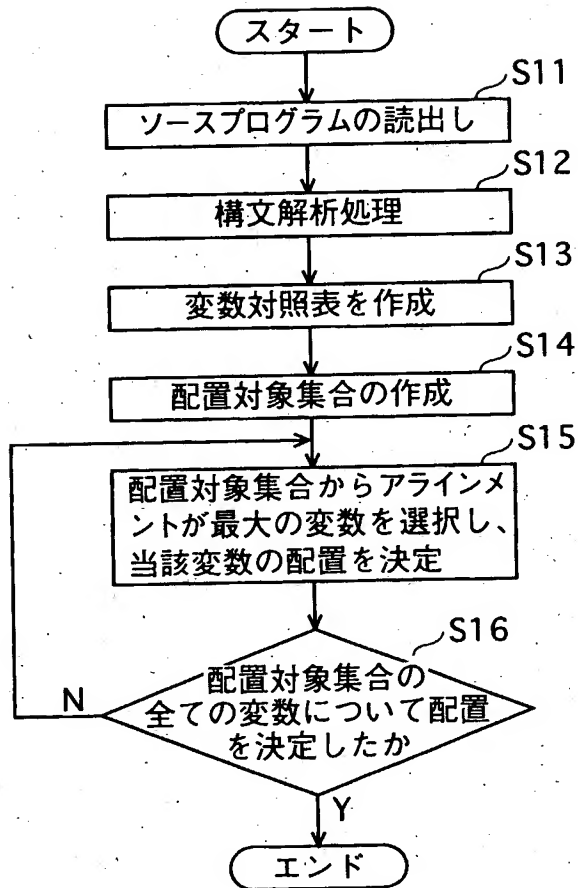 スタート
S11
ソースプログラムの読出し
S12
構文解析処理
S13
変数対照表を作成
S14
配置対象集合の作成
S15
配置対象集合からアラインメ
ントが最大の変数を選択し、
当該変数の配置を決定
S16
配置対象集合の
全ての変数について配置
を決定したか
N
Y
エンド